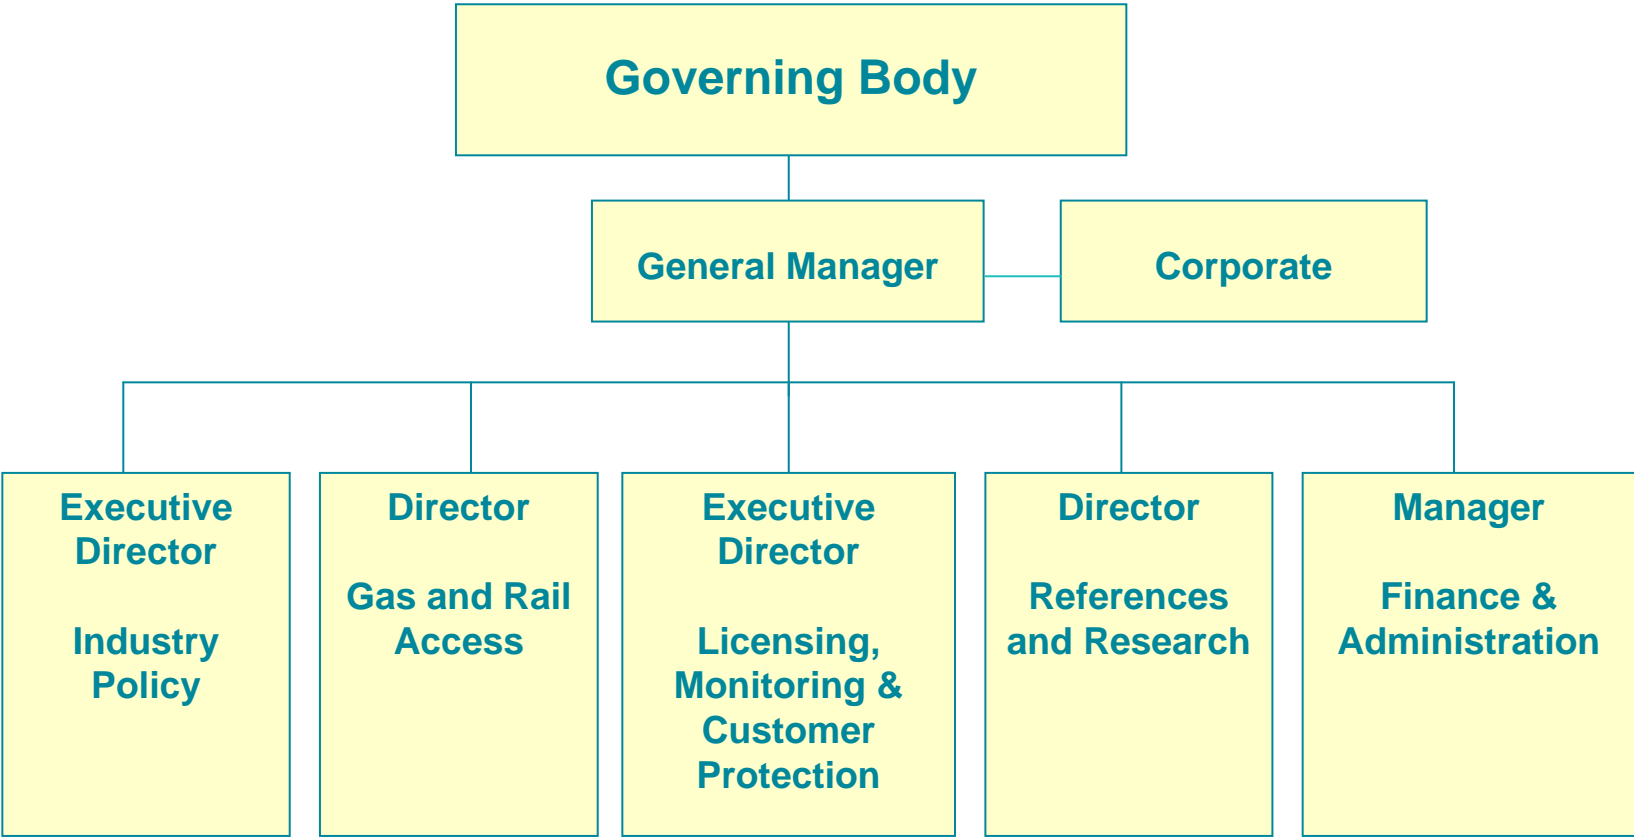 Governing Body
General Manager
Corporate
Executive
Director
Industry
Policy
Director
Gas and Rail
Access
Executive
Director
Licensing,
Monitoring &
Customer
Protection
Director
References
and Research
Manager
Finance &
Administration